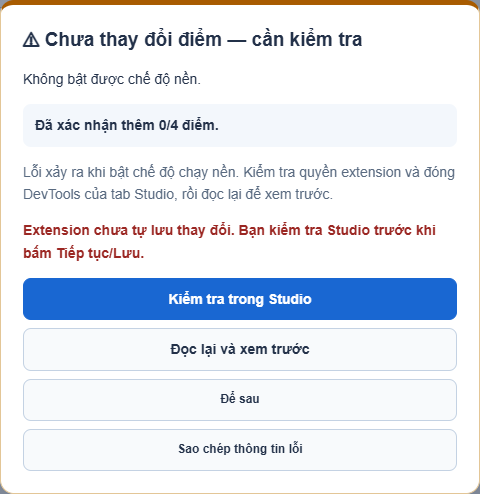 ⚠ Chưa thay đổi điểm — cần kiểm tra
Không bật được chế độ nền.
Đã xác nhận thêm 0/4 điểm.
Lỗi xảy ra khi bật chế độ chạy nền. Kiểm tra quyền extension và đóng
DevTools của tab Studio, rồi đọc lại để xem trước.
Extension chưa tự lưu thay đổi. Bạn kiểm tra Studio trước khi
bấm Tiếp tục/Lưu.
Kiểm tra trong Studio
Đọc lại và xem trước
Để sau
Sao chép thông tin lỗi